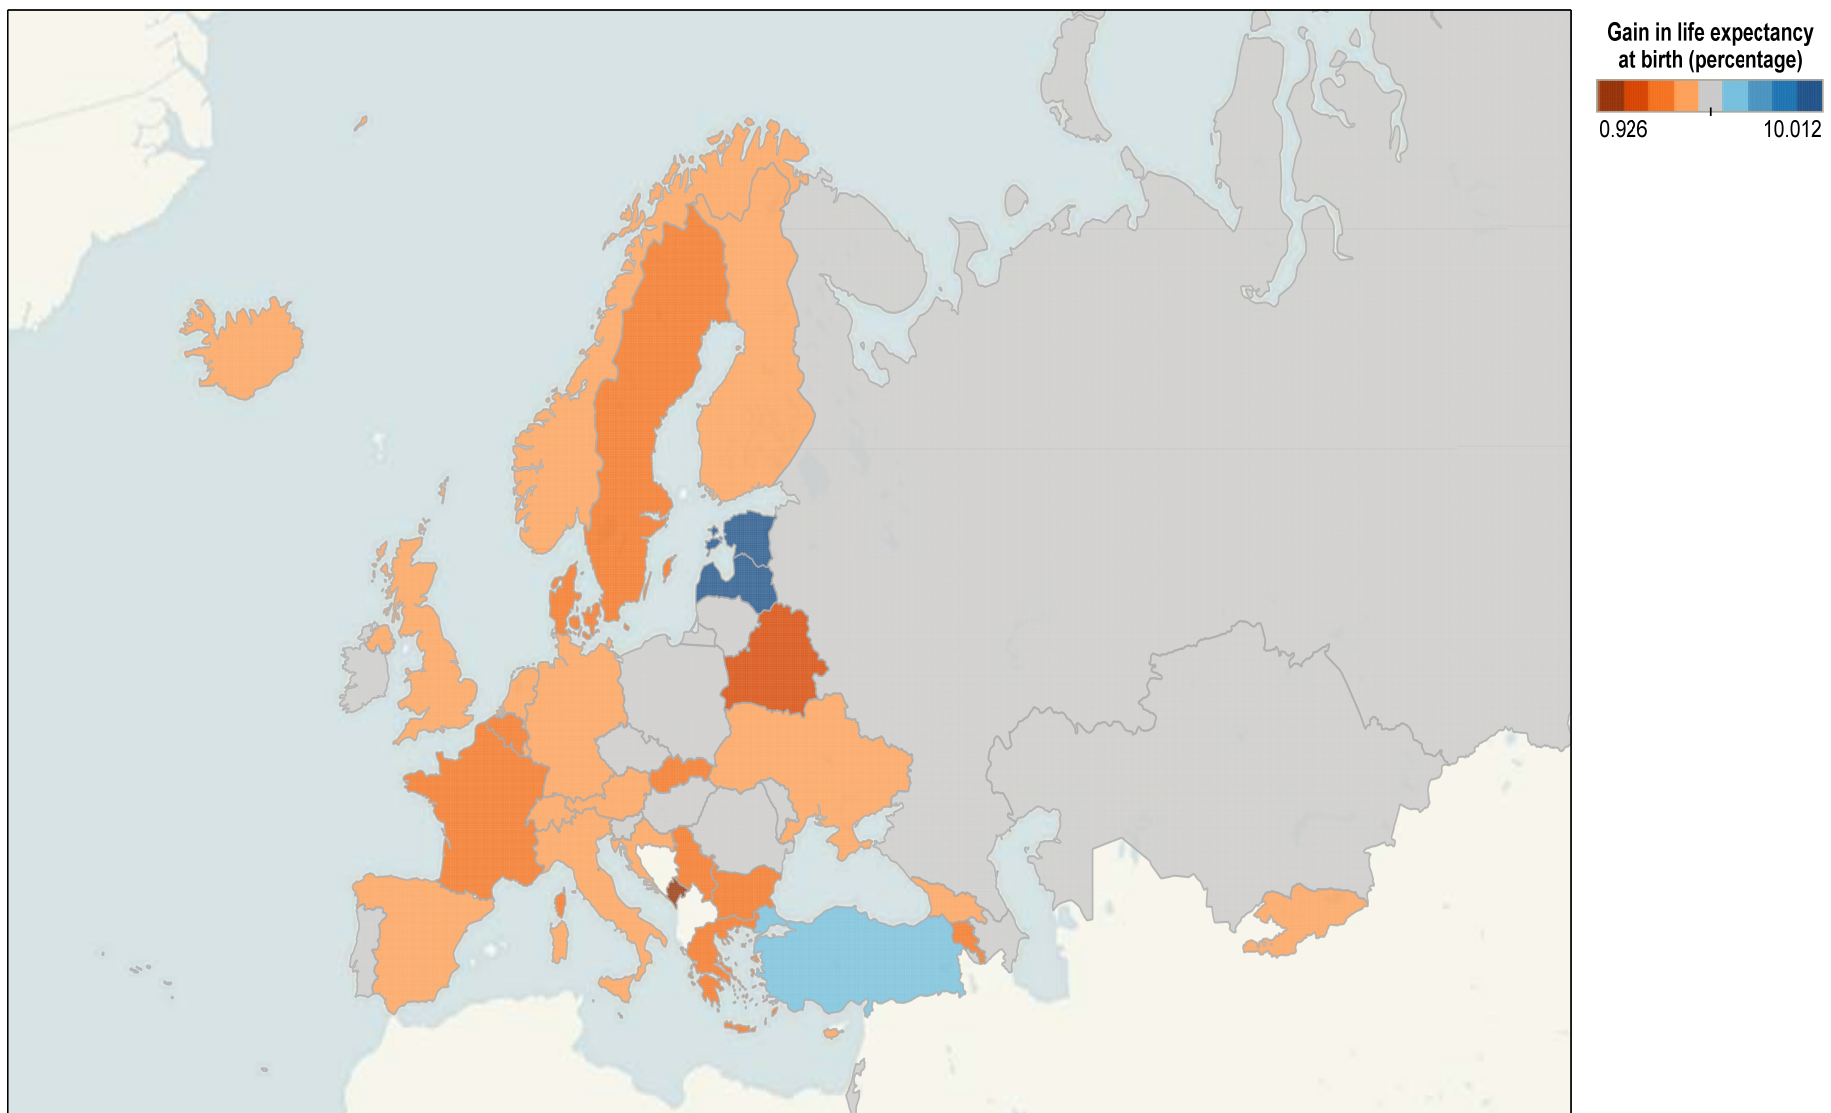 Gain in life expectancy
at birth (percentage)
0.926 10.012